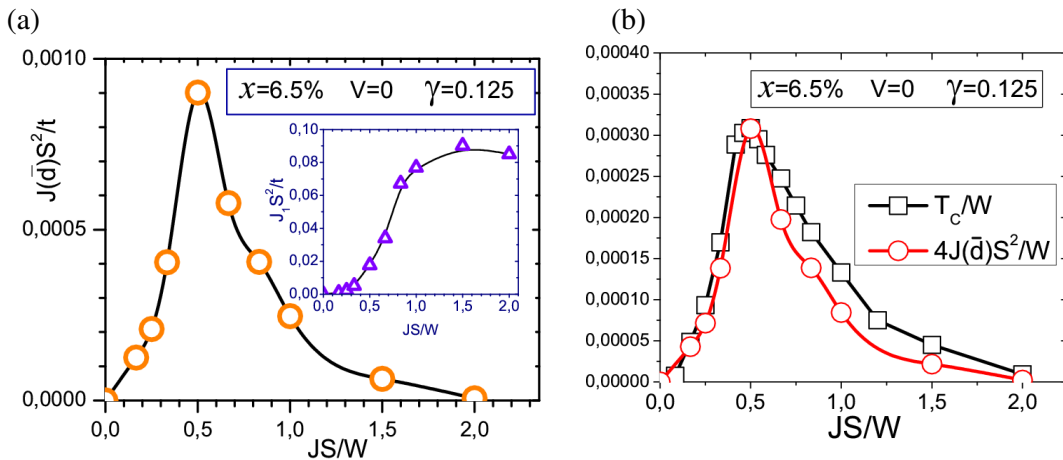 (a)
0,0010
0,0005
0,0000
J(d̄)S²/t
x=6.5% V=0 γ=0.125
0,10
0,08
0,06
0,04
0,02
0,00
J₁S²/t
0,0 0,5 1,0 1,5 2,0
JS/W
0,0 0,5 1,0 1,5 2,0
JS/W
(b)
0,00040
0,00035
0,00030
0,00025
0,00020
0,00015
0,00010
0,00005
0,00000
x=6.5% V=0 γ=0.125
T_C/W
4J(d̄)S²/W
0,0 0,5 1,0 1,5 2,0
JS/W